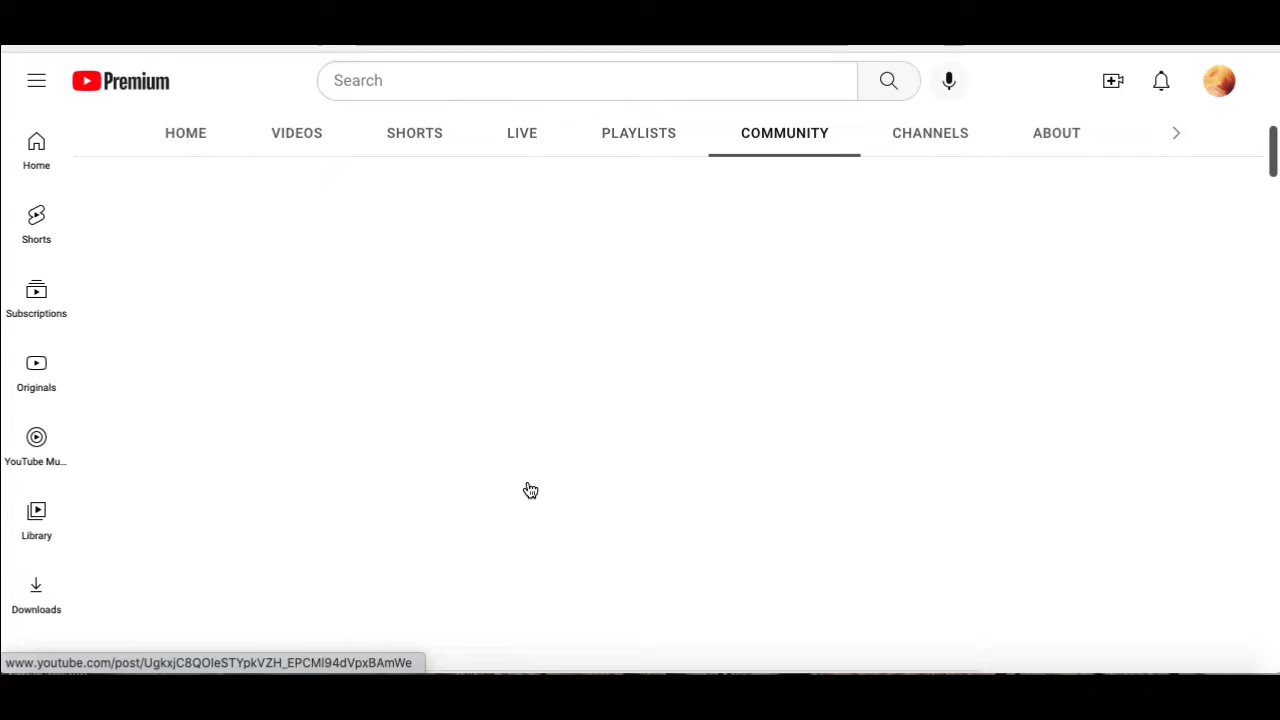 Premium
Search
HOME VIDEOS SHORTS LIVE PLAYLISTS COMMUNITY CHANNELS ABOUT
Home
Shorts
Subscriptions
Originals
YouTube Mu...
Library
Downloads
www.youtube.com/post/UgkxjC8QOIeSTYpkVZH_EPCMl94dVpxBAmWe